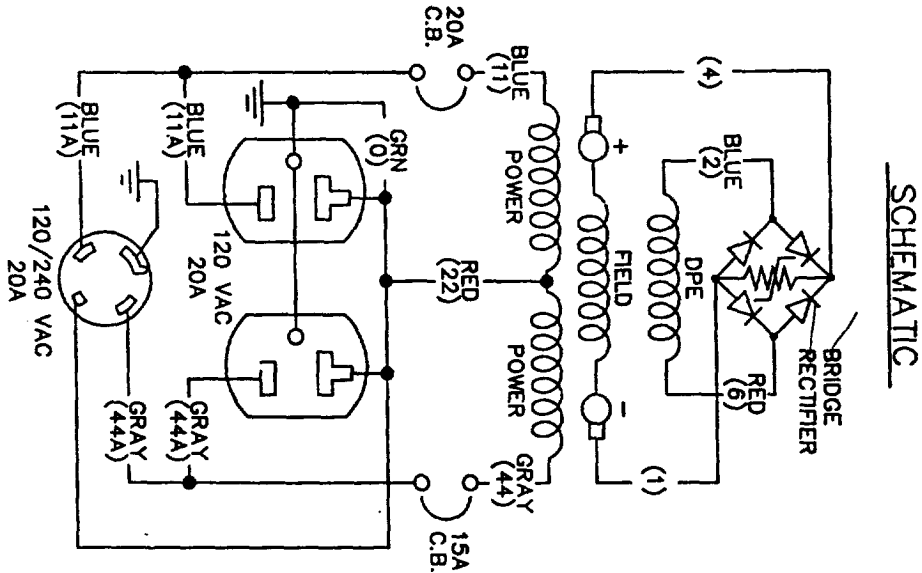 SCHEMATIC
BRIDGE
RECTIFIER
(4)
BLUE
(2)
DPE
RED
(6)
(1)
+
FIELD
-
20A
C.B.
BLUE
(11)
POWER
POWER
GRAY
(44)
15A
C.B.
RED
(22)
GRN
(0)
BLUE
(11A)
BLUE
(11A)
120 VAC
20A
120/240 VAC
20A
GRAY
(44A)
GRAY
(44A)